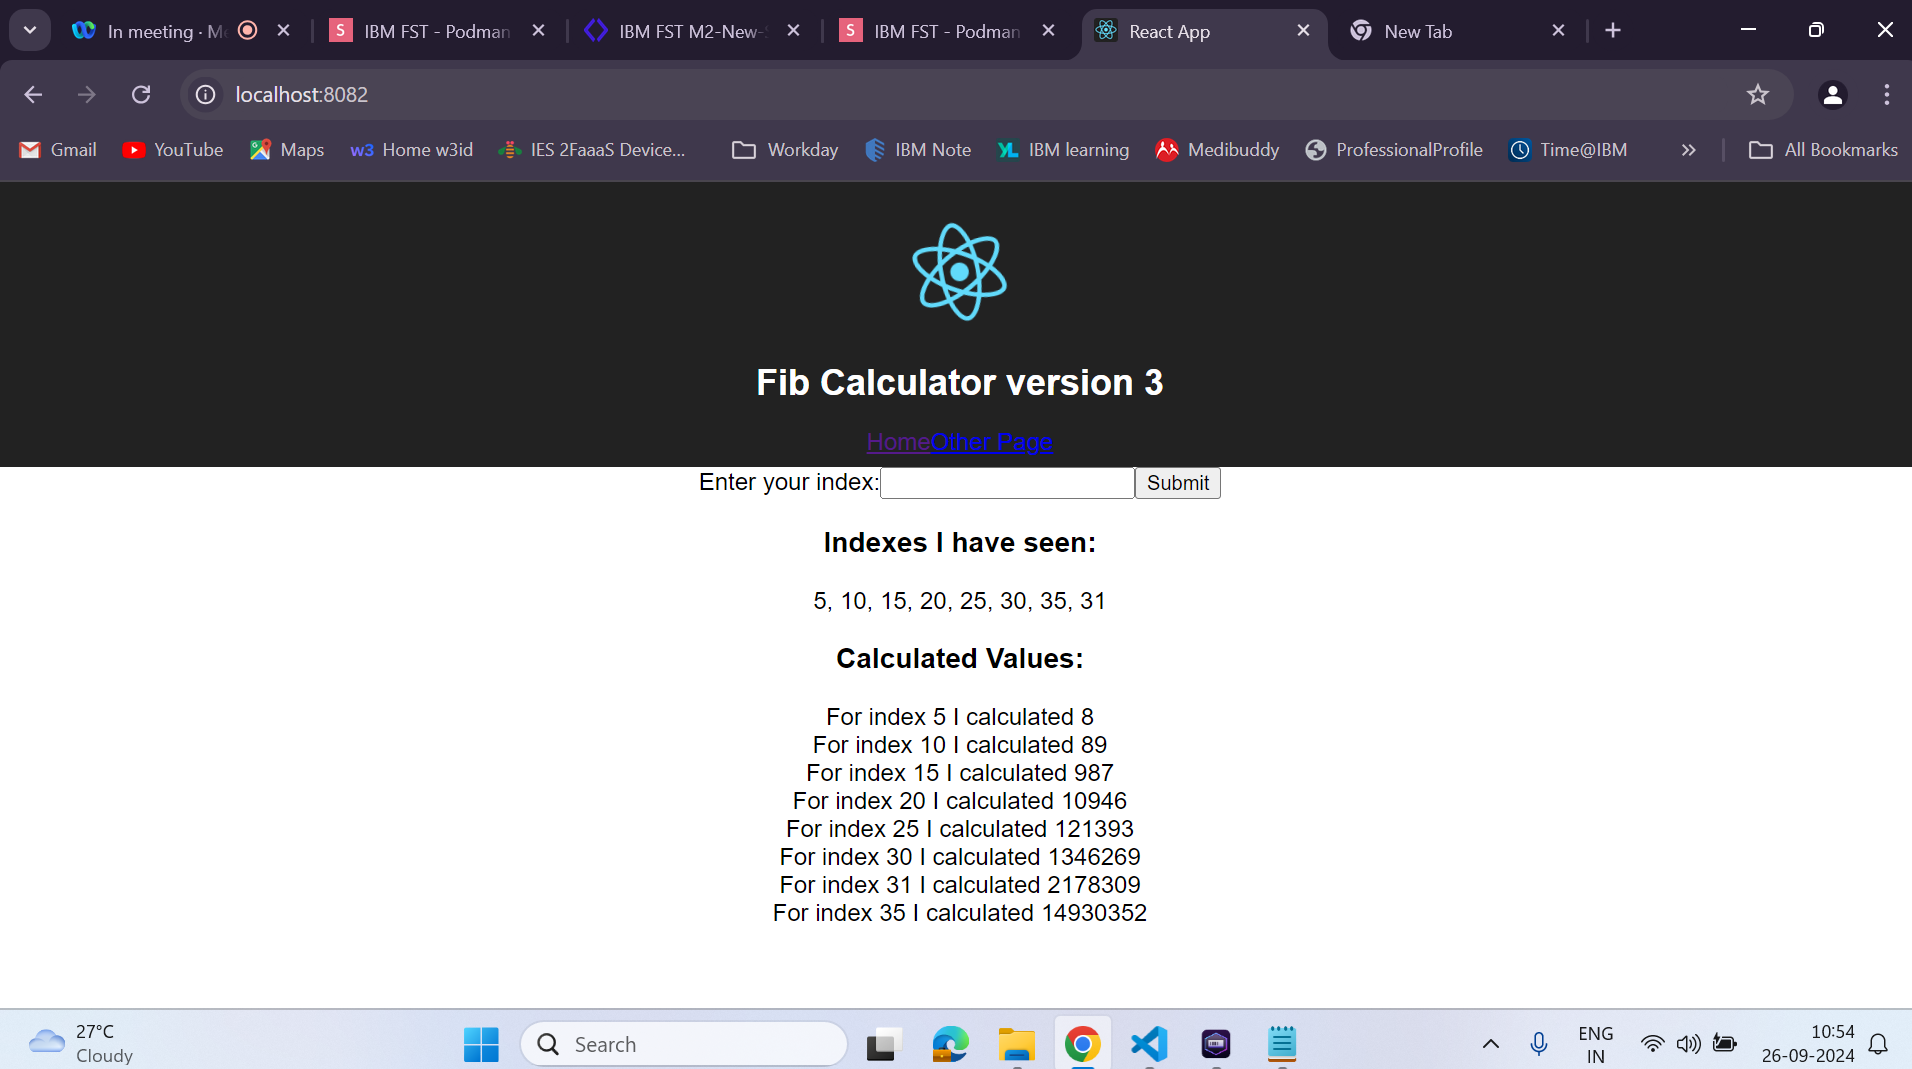 In meeting · Me
IBM FST - Podman
IBM FST M2-New-S
IBM FST - Podman
React App
New Tab
localhost:8082
Gmail
YouTube
Maps
w3 Home w3id
IES 2FaaaS Device...
Workday
IBM Note
YL IBM learning
Medibuddy
ProfessionalProfile
Time@IBM
All Bookmarks
Fib Calculator version 3
HomeOther Page
Enter your index: Submit
Indexes I have seen:
5, 10, 15, 20, 25, 30, 35, 31
Calculated Values:
For index 5 I calculated 8
For index 10 I calculated 89
For index 15 I calculated 987
For index 20 I calculated 10946
For index 25 I calculated 121393
For index 30 I calculated 1346269
For index 31 I calculated 2178309
For index 35 I calculated 14930352
27°C
Cloudy
Search
ENG
IN
10:54
26-09-2024